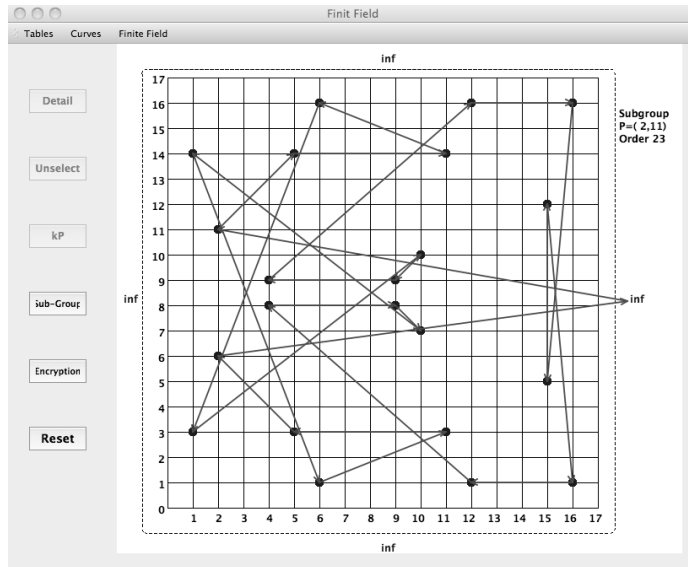 Finit Field
Tables Curves Finite Field
inf
Detail
Unselect
kP
Sub-Group
Encryption
Reset
17
16
15
14
13
12
11
10
9
8
7
6
5
4
3
2
1
0
inf
1 2 3 4 5 6 7 8 9 10 11 12 13 14 15 16 17
inf
Subgroup
P=( 2,11)
Order 23
inf